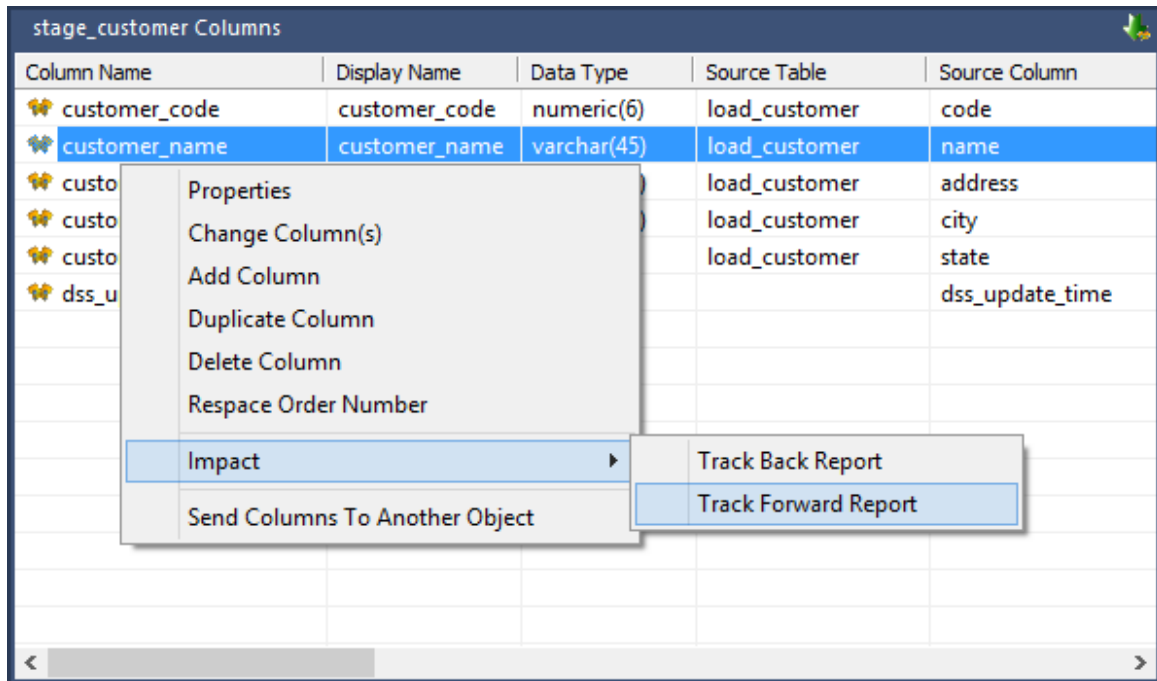 stage_customer Columns
Column Name Display Name Data Type Source Table Source Column
customer_code customer_code numeric(6) load_customer code
customer_name customer_name varchar(45) load_customer name
custo ) load_customer address
custo ) load_customer city
custo load_customer state
dss_u dss_update_time
Properties
Change Column(s)
Add Column
Duplicate Column
Delete Column
Respace Order Number
Impact
Send Columns To Another Object
Track Back Report
Track Forward Report